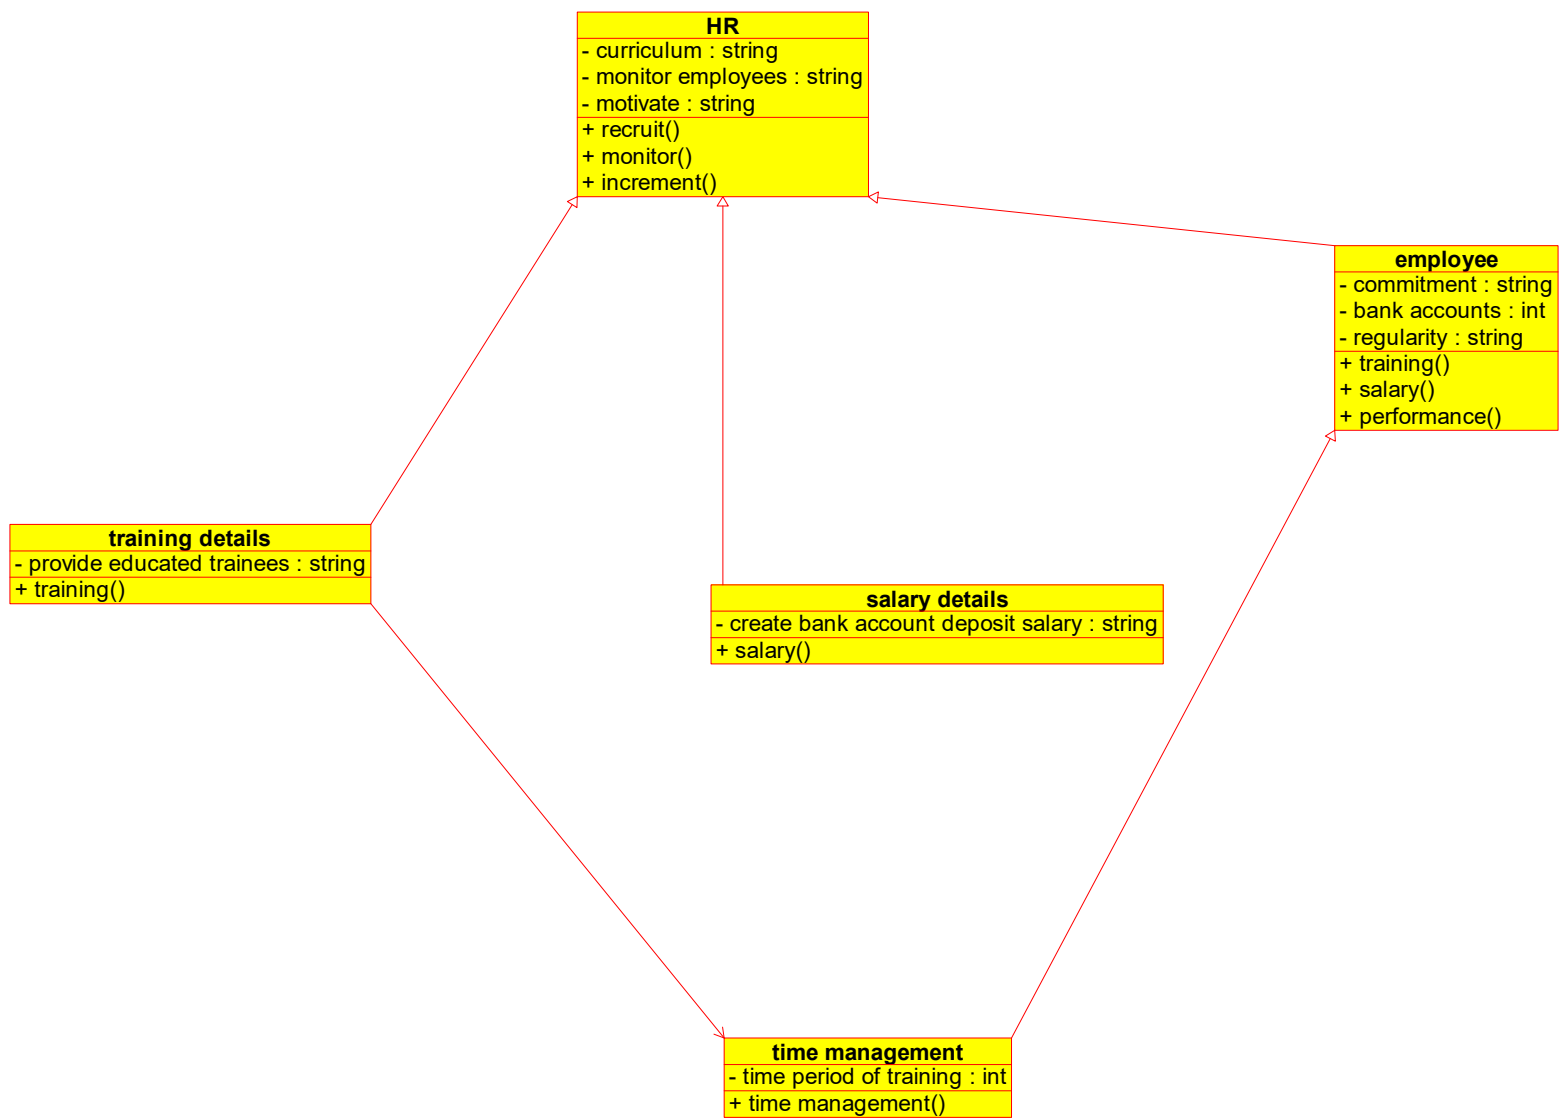 HR
- curriculum : string
- monitor employees : string
- motivate : string
+ recruit()
+ monitor()
+ increment()
employee
- commitment : string
- bank accounts : int
- regularity : string
+ training()
+ salary()
+ performance()
training details
- provide educated trainees : string
+ training()
salary details
- create bank account deposit salary : string
+ salary()
time management
- time period of training : int
+ time management()